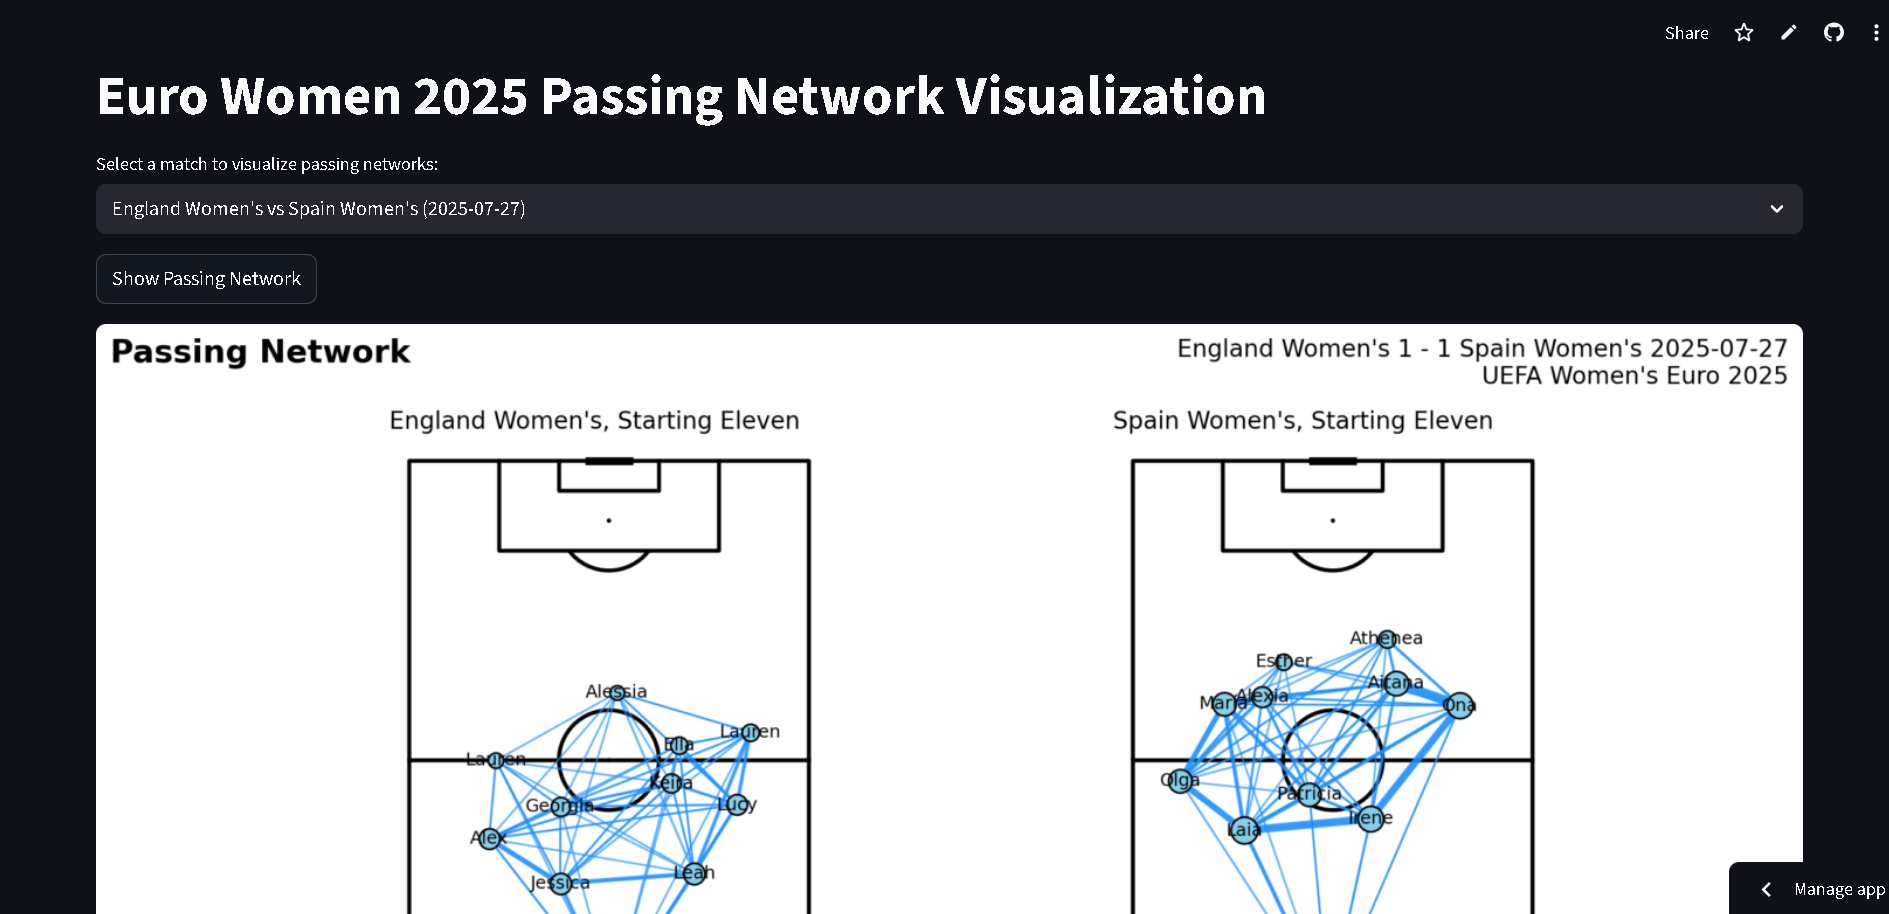 Share
Euro Women 2025 Passing Network Visualization
Select a match to visualize passing networks:
England Women's vs Spain Women's (2025-07-27)
Show Passing Network
Passing Network
England Women's 1 - 1 Spain Women's 2025-07-27
UEFA Women's Euro 2025
England Women's, Starting Eleven
Spain Women's, Starting Eleven
Alessia
Lauren
Ella
Lauren
Keira
Georgia
Lucy
Alex
Leah
Jessica
Athenea
Esther
Aitana
Alexia
Maria
Ona
Olga
Patricia
Irene
Laia
Manage app